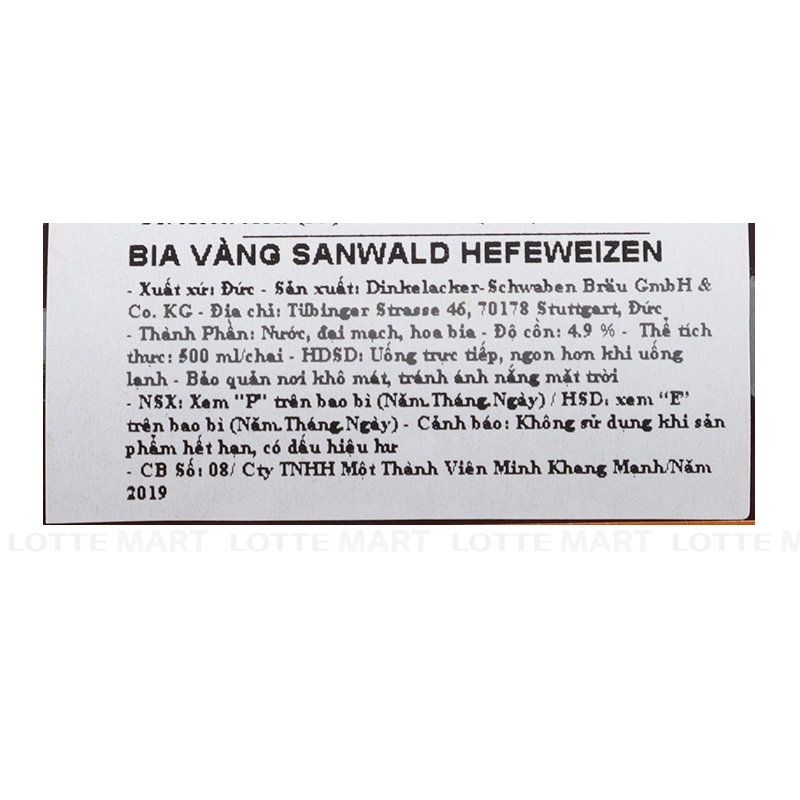 BIA VÀNG SANWALD HEFEWEIZEN
- Xuất xứ: Đức - Sản xuất: Dinkelacker-Schwaben Bräu GmbH &
Co. KG - Địa chỉ: Tübinger Strasse 46, 70178 Stuttgart, Đức
- Thành Phần: Nước, đại mạch, hoa bia - Độ cồn: 4.9 % - Thể tích
thực: 500 ml/chai - HDSD: Uống trực tiếp, ngon hơn khi uống
lạnh - Bảo quản nơi khô mát, tránh ánh nắng mặt trời
- NSX: Xem "P" trên bao bì (Năm.Tháng.Ngày) / HSD: xem "E"
trên bao bì (Năm.Tháng.Ngày) - Cảnh báo: Không sử dụng khi sản
phẩm hết hạn, có dấu hiệu hư
- CB Số: 08/ Cty TNHH Một Thành Viên Minh Khang Mạnh/Năm
2019
LOTTE MART LOTTE MART LOTTE MART LOTTE MART